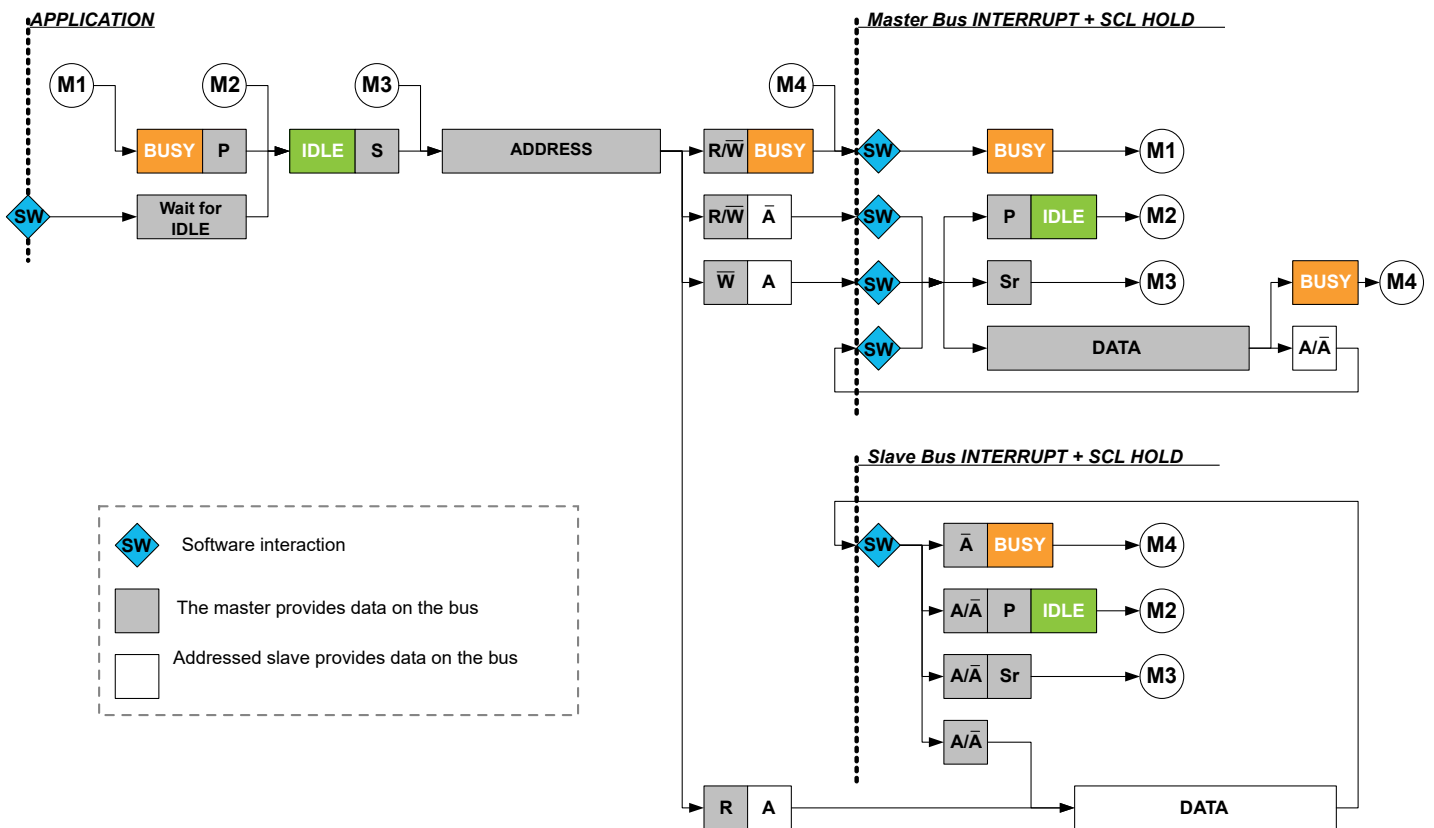 APPLICATION
Master Bus INTERRUPT + SCL HOLD
M1
M2
M3
M4
BUSY P
IDLE S
ADDRESS
R/W̅ BUSY
SW
BUSY
M1
SW
Wait for
IDLE
R/W̅ A̅
SW
P IDLE
M2
W̅ A
SW
Sr
M3
BUSY
M4
SW
DATA
A/A̅
Slave Bus INTERRUPT + SCL HOLD
SW
A̅ BUSY
M4
A/A̅ P IDLE
M2
A/A̅ Sr
M3
A/A̅
R A
DATA
SW
Software interaction
The master provides data on the bus
Addressed slave provides data on the bus